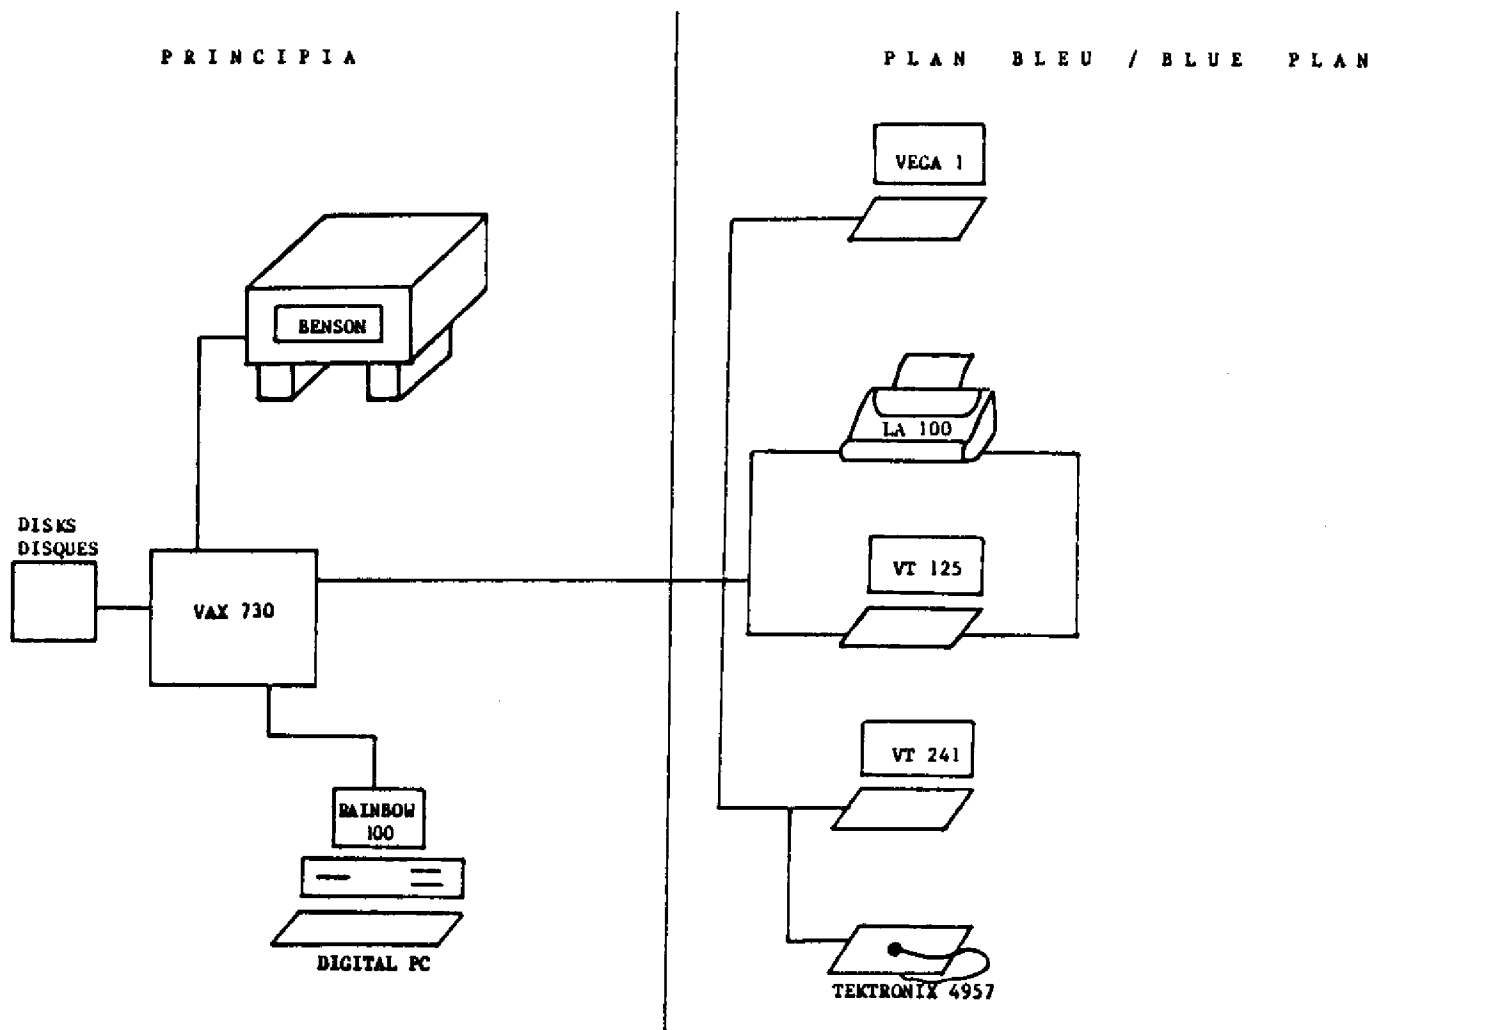 PRINCIPIA
PLAN BLEU / BLUE PLAN
VEGA 1
BENSON
LA 100
DISKS
DISQUES
VAX 730
VT 125
VT 241
RAINBOW
100
DIGITAL PC
TEKTRONIX 4957